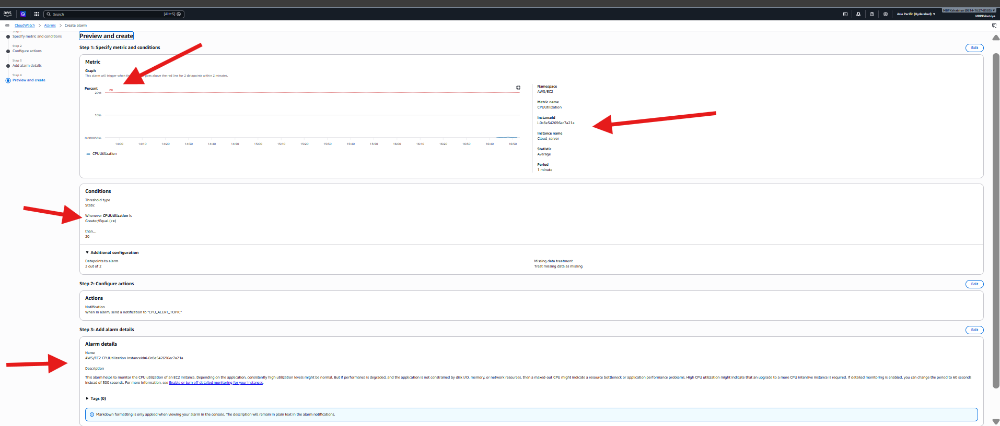 aws
Search
[Alt+S]
Asia Pacific (Hyderabad)
MBPKshatriya (0814-1627-8585)
MBPKshatriya
CloudWatch
Alarms
Create alarm
Step 1
Specify metric and conditions
Step 2
Configure actions
Step 3
Add alarm details
Step 4
Preview and create
Preview and create
Step 1: Specify metric and conditions
Edit
Metric
Graph
This alarm will trigger when the goes above the red line for 2 datapoints within 2 minutes.
Percent
20
20%
10%
0.000836%
14:00 14:10 14:20 14:30 14:40 14:50 15:00 15:10 15:20 15:30 15:40 15:50 16:00 16:10 16:20 16:30 16:40 16:50
CPUUtilization
Namespace
AWS/EC2
Metric name
CPUUtilization
InstanceId
i-0c8e542696ec7a21a
Instance name
Cloud_server
Statistic
Average
Period
1 minute
Conditions
Threshold type
Static
Whenever CPUUtilization is
Greater/Equal (>=)
than...
20
Additional configuration
Datapoints to alarm
2 out of 2
Missing data treatment
Treat missing data as missing
Step 2: Configure actions
Edit
Actions
Notification
When in alarm, send a notification to "CPU_ALERT_TOPIC"
Step 3: Add alarm details
Edit
Alarm details
Name
AWS/EC2 CPUUtilization InstanceId=i-0c8e542696ec7a21a
Description
This alarm helps to monitor the CPU utilization of an EC2 instance. Depending on the application, consistently high utilization levels might be normal. But if performance is degraded, and the application is not constrained by disk I/O, memory, or network resources, then a maxed-out CPU might indicate a resource bottleneck or application performance problems. High CPU utilization might indicate that an upgrade to a more CPU intensive instance is required. If detailed monitoring is enabled, you can change the period to 60 seconds
instead of 300 seconds. For more information, see Enable or turn off detailed monitoring for your instances.
Tags (0)
Markdown formatting is only applied when viewing your alarm in the console. The description will remain in plain text in the alarm notifications.